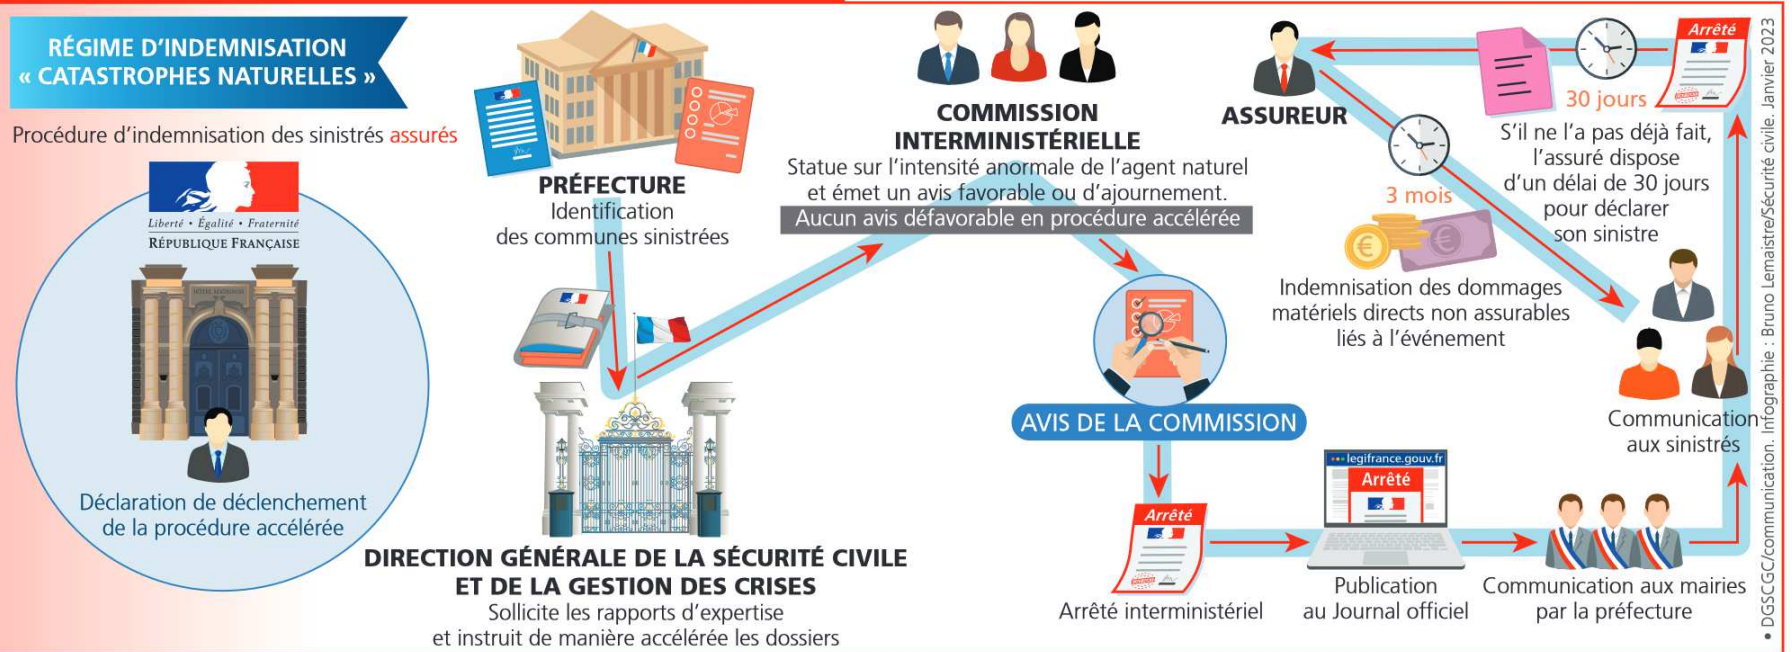 RÉGIME D'INDEMNISATION
« CATASTROPHES NATURELLES »
Procédure d'indemnisation des sinistrés assurés
Liberté • Égalité • Fraternité
RÉPUBLIQUE FRANÇAISE
Déclaration de déclenchement
de la procédure accélérée
PRÉFECTURE
Identification
des communes sinistrées
DIRECTION GÉNÉRALE DE LA SÉCURITÉ CIVILE
ET DE LA GESTION DES CRISES
Sollicite les rapports d'expertise
et instruit de manière accélérée les dossiers
COMMISSION
INTERMINISTÉRIELLE
Statue sur l'intensité anormale de l'agent naturel
et émet un avis favorable ou d'ajournement.
Aucun avis défavorable en procédure accélérée
AVIS DE LA COMMISSION
Arrêté
Arrêté interministériel
legifrance.gouv.fr
Arrêté
Publication
au Journal officiel
Communication aux mairies
par la préfecture
Communication
aux sinistrés
Arrêté
30 jours
S'il ne l'a pas déjà fait,
l'assuré dispose
d'un délai de 30 jours
pour déclarer
son sinistre
ASSUREUR
3 mois
Indemnisation des dommages
matériels directs non assurables
liés à l'événement
• DGSCGC/communication. Infographie : Bruno Lemaistre/Sécurité civile. Janvier 2023